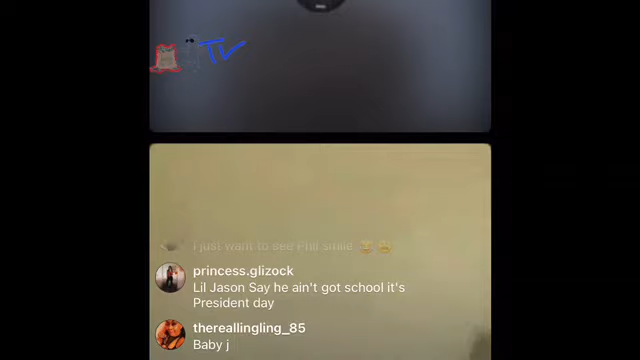 TV
I just want to see Phil smile
princess.glizock
Lil Jason Say he ain't got school it's
President day
thereallingling_85
Baby j